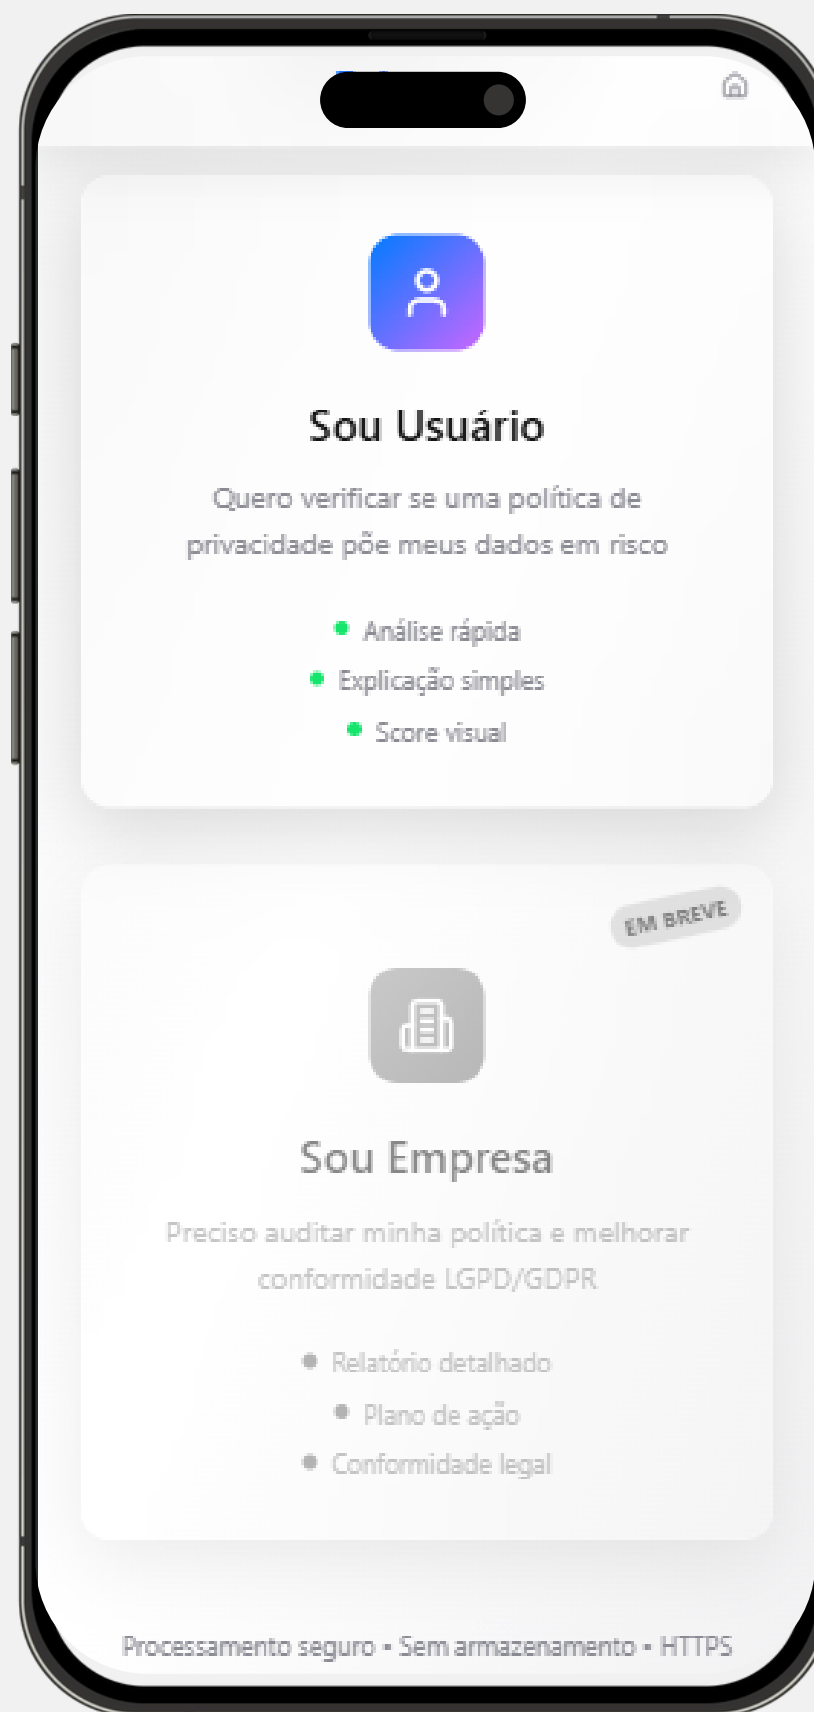 Sou Usuário
Quero verificar se uma política de
privacidade põe meus dados em risco
Análise rápida
Explicação simples
Score visual
EM BREVE
Sou Empresa
Preciso auditar minha política e melhorar
conformidade LGPD/GDPR
Relatório detalhado
Plano de ação
Conformidade legal
Processamento seguro • Sem armazenamento • HTTPS